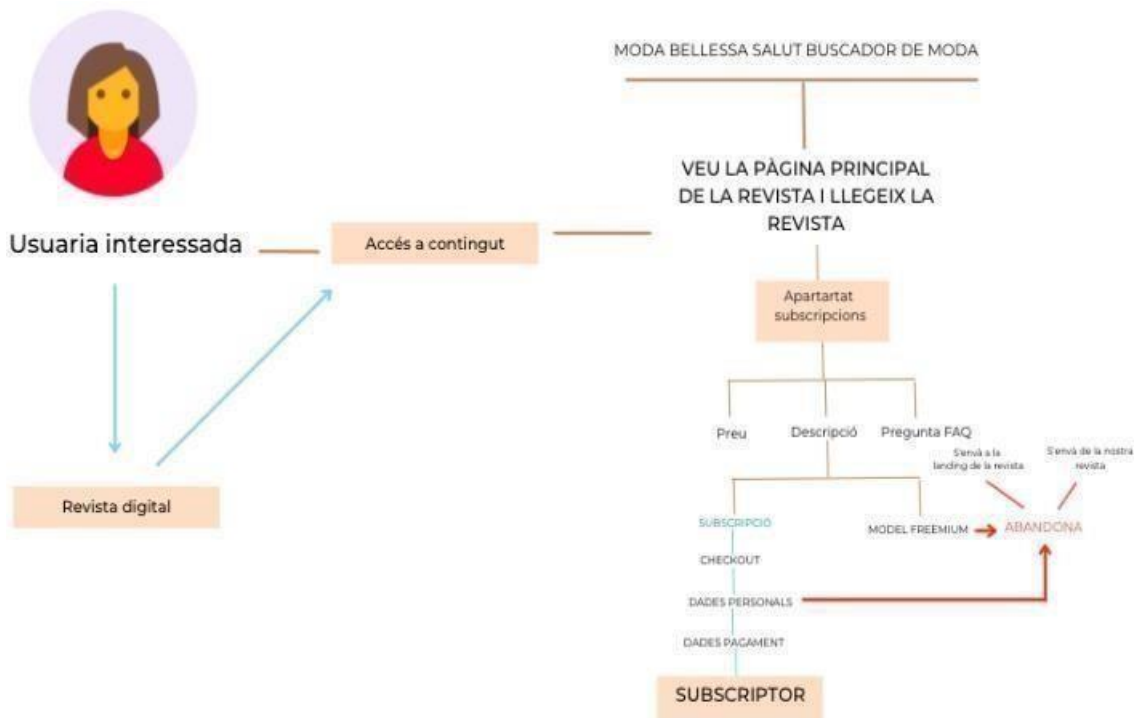 MODA BELLESSA SALUT BUSCADOR DE MODA
VEU LA PÀGINA PRINCIPAL
DE LA REVISTA I LLEGEIX LA
REVISTA
Usuaria interessada
Accés a contingut
Apartartat
subscripcions
Preu
Descripció
Pregunta FAQ
S'envà a la
landing de la revista
S'envà de la nostra
revista
Revista digital
SUBSCRIPCIÓ
MODEL FREEMIUM
ABANDONA
CHECKOUT
DADES PERSONALS
DADES PAGAMENT
SUBSCRIPTOR